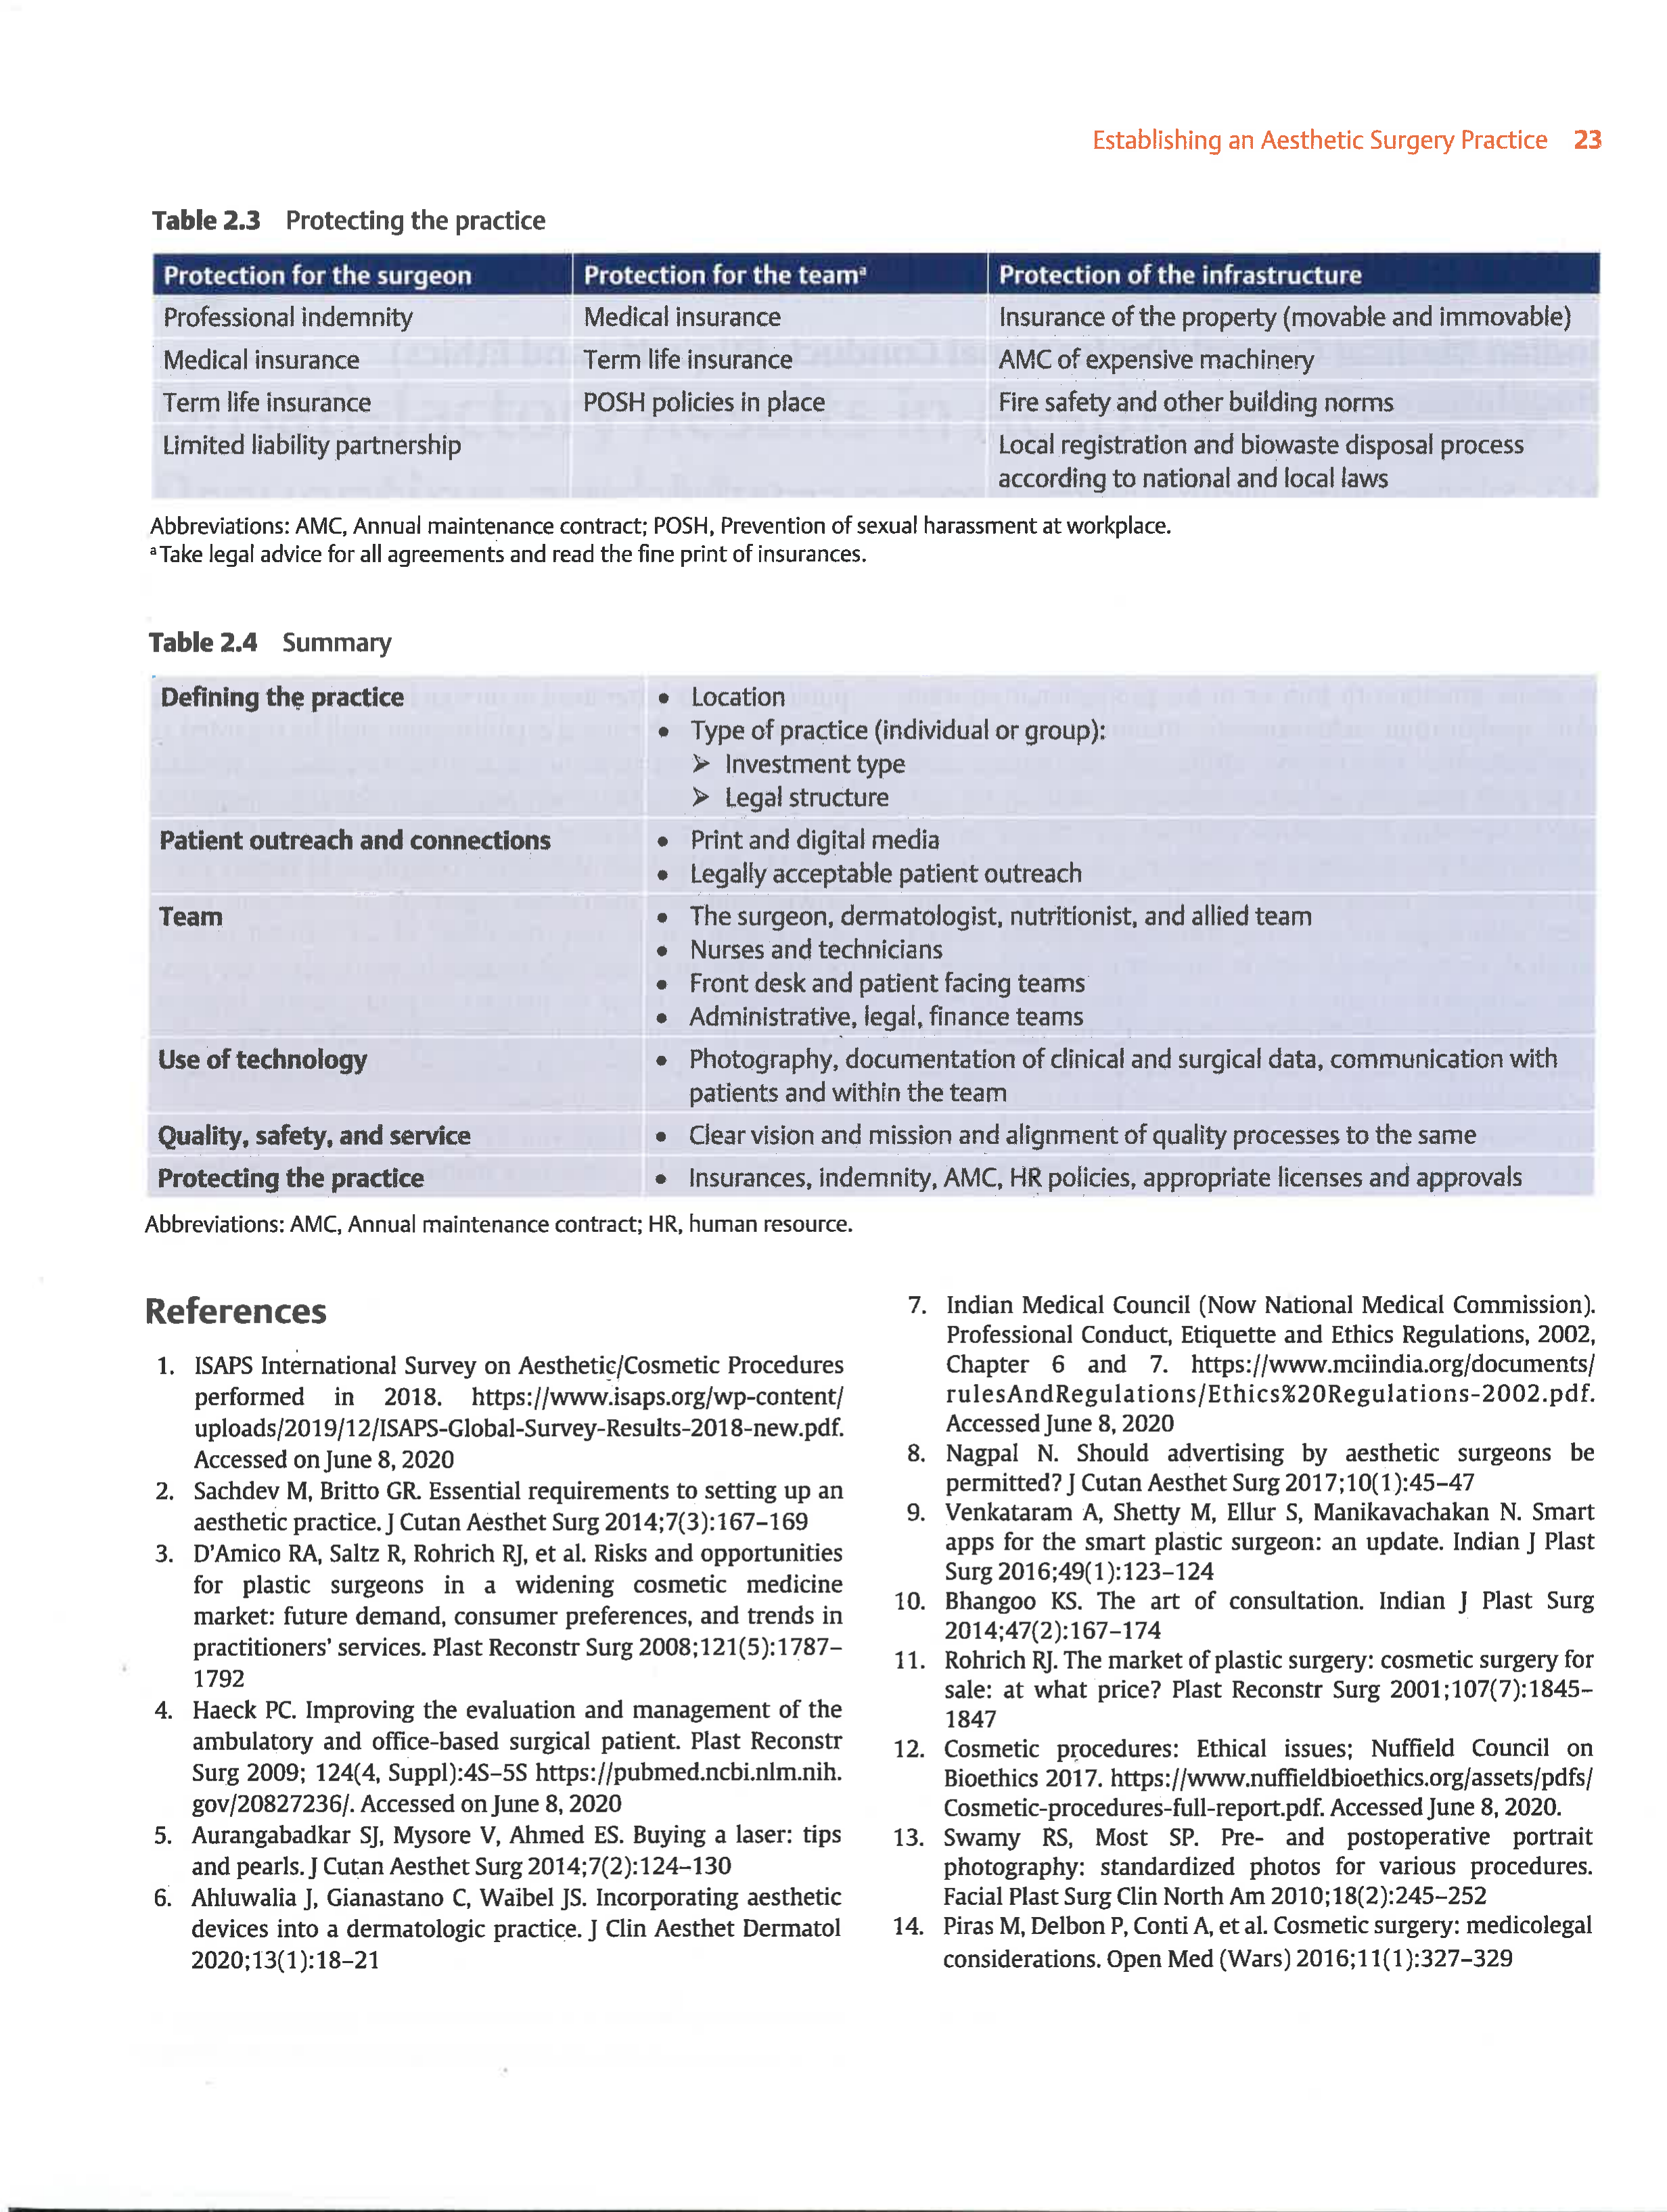 Establishing an Aesthetic Surgery Practice 23
Table 2.3 Protecting the practice
Protection for the surgeon
Protection for the teamᵃ
Protection of the infrastructure
Professional indemnity
Medical insurance
Insurance of the property (movable and immovable)
Medical insurance
Term life insurance
AMC of expensive machinery
Term life insurance
POSH policies in place
Fire safety and other building norms
Limited liability partnership
Local registration and biowaste disposal process
according to national and local laws
Abbreviations: AMC, Annual maintenance contract; POSH, Prevention of sexual harassment at workplace.
ᵃTake legal advice for all agreements and read the fine print of insurances.
Table 2.4 Summary
Defining the practice
• Location
• Type of practice (individual or group):
➢ Investment type
➢ Legal structure
Patient outreach and connections
• Print and digital media
• Legally acceptable patient outreach
Team
• The surgeon, dermatologist, nutritionist, and allied team
• Nurses and technicians
• Front desk and patient facing teams
• Administrative, legal, finance teams
Use of technology
• Photography, documentation of clinical and surgical data, communication with
patients and within the team
Quality, safety, and service
• Clear vision and mission and alignment of quality processes to the same
Protecting the practice
• Insurances, indemnity, AMC, HR policies, appropriate licenses and approvals
Abbreviations: AMC, Annual maintenance contract; HR, human resource.
References
1. ISAPS International Survey on Aesthetic/Cosmetic Procedures
performed in 2018. https://www.isaps.org/wp-content/
uploads/2019/12/ISAPS-Global-Survey-Results-2018-new.pdf.
Accessed on June 8, 2020
2. Sachdev M, Britto GR. Essential requirements to setting up an
aesthetic practice. J Cutan Aesthet Surg 2014;7(3):167–169
3. D'Amico RA, Saltz R, Rohrich RJ, et al. Risks and opportunities
for plastic surgeons in a widening cosmetic medicine
market: future demand, consumer preferences, and trends in
practitioners' services. Plast Reconstr Surg 2008;121(5):1787–
1792
4. Haeck PC. Improving the evaluation and management of the
ambulatory and office-based surgical patient. Plast Reconstr
Surg 2009; 124(4, Suppl):4S–5S https://pubmed.ncbi.nlm.nih.
gov/20827236/. Accessed on June 8, 2020
5. Aurangabadkar SJ, Mysore V, Ahmed ES. Buying a laser: tips
and pearls. J Cutan Aesthet Surg 2014;7(2):124–130
6. Ahluwalia J, Gianastano C, Waibel JS. Incorporating aesthetic
devices into a dermatologic practice. J Clin Aesthet Dermatol
2020;13(1):18–21
7. Indian Medical Council (Now National Medical Commission).
Professional Conduct, Etiquette and Ethics Regulations, 2002,
Chapter 6 and 7. https://www.mciindia.org/documents/
rulesAndRegulations/Ethics%20Regulations-2002.pdf.
Accessed June 8, 2020
8. Nagpal N. Should advertising by aesthetic surgeons be
permitted? J Cutan Aesthet Surg 2017;10(1):45–47
9. Venkataram A, Shetty M, Ellur S, Manikavachakan N. Smart
apps for the smart plastic surgeon: an update. Indian J Plast
Surg 2016;49(1):123–124
10. Bhangoo KS. The art of consultation. Indian J Plast Surg
2014;47(2):167–174
11. Rohrich RJ. The market of plastic surgery: cosmetic surgery for
sale: at what price? Plast Reconstr Surg 2001;107(7):1845–
1847
12. Cosmetic procedures: Ethical issues; Nuffield Council on
Bioethics 2017. https://www.nuffieldbioethics.org/assets/pdfs/
Cosmetic-procedures-full-report.pdf. Accessed June 8, 2020.
13. Swamy RS, Most SP. Pre- and postoperative portrait
photography: standardized photos for various procedures.
Facial Plast Surg Clin North Am 2010;18(2):245–252
14. Piras M, Delbon P, Conti A, et al. Cosmetic surgery: medicolegal
considerations. Open Med (Wars) 2016;11(1):327–329